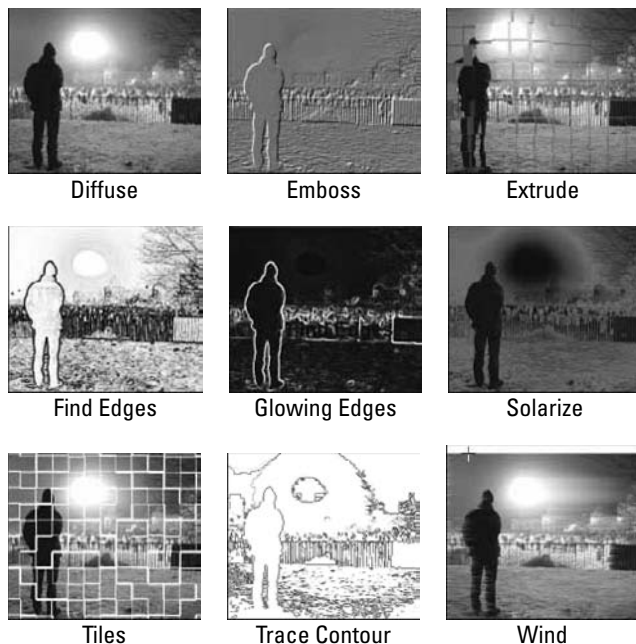 Diffuse
Emboss
Extrude
Find Edges
Glowing Edges
Solarize
Tiles
Trace Contour
Wind